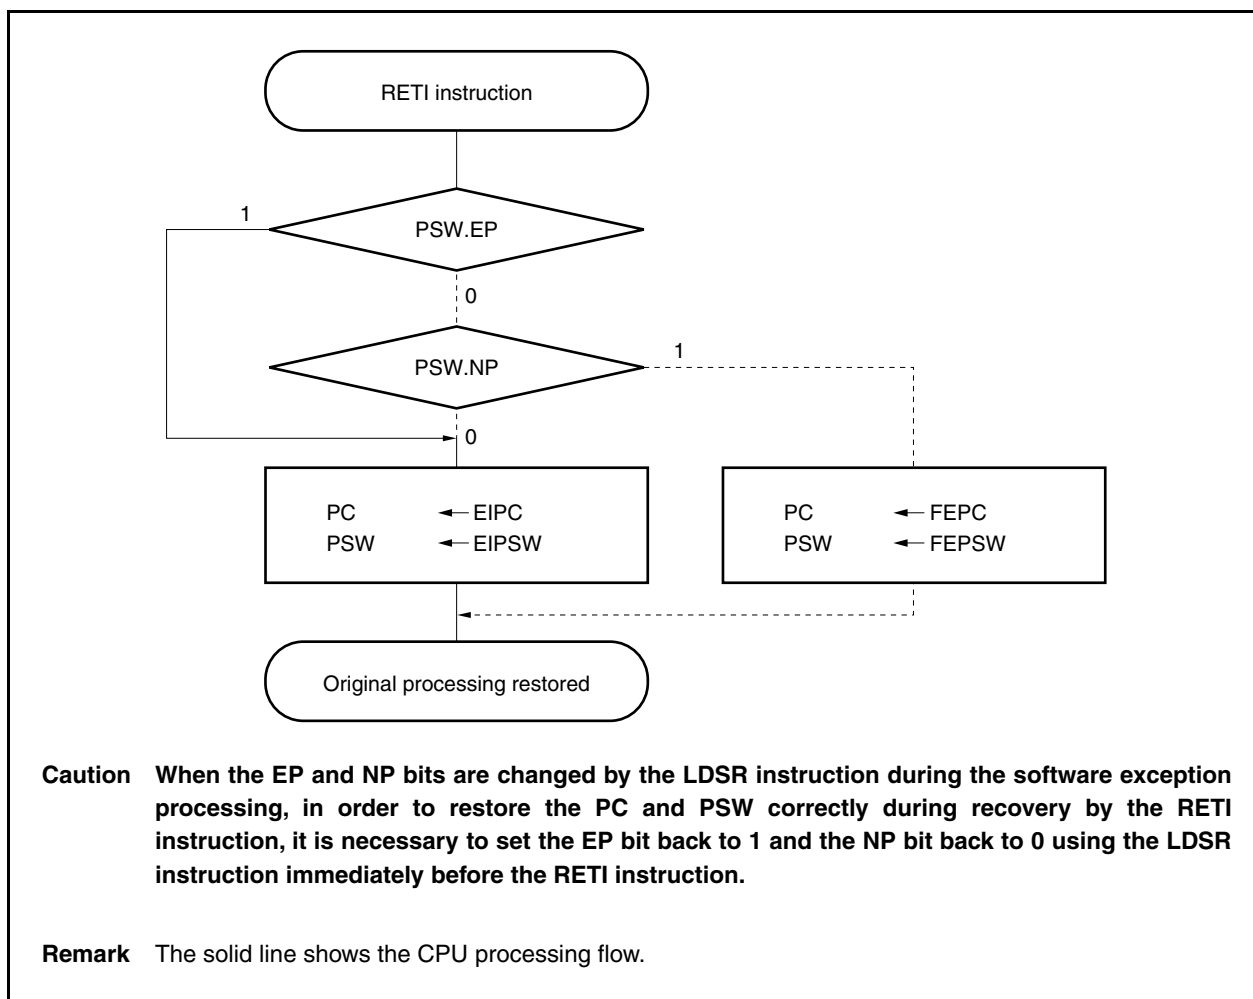 RETI instruction
1
PSW.EP
0
PSW.NP
1
0
PC ← EIPC
PSW ← EIPSW
PC ← FEPC
PSW ← FEPSW
Original processing restored
Caution When the EP and NP bits are changed by the LDSR instruction during the software exception
processing, in order to restore the PC and PSW correctly during recovery by the RETI
instruction, it is necessary to set the EP bit back to 1 and the NP bit back to 0 using the LDSR
instruction immediately before the RETI instruction.
Remark The solid line shows the CPU processing flow.